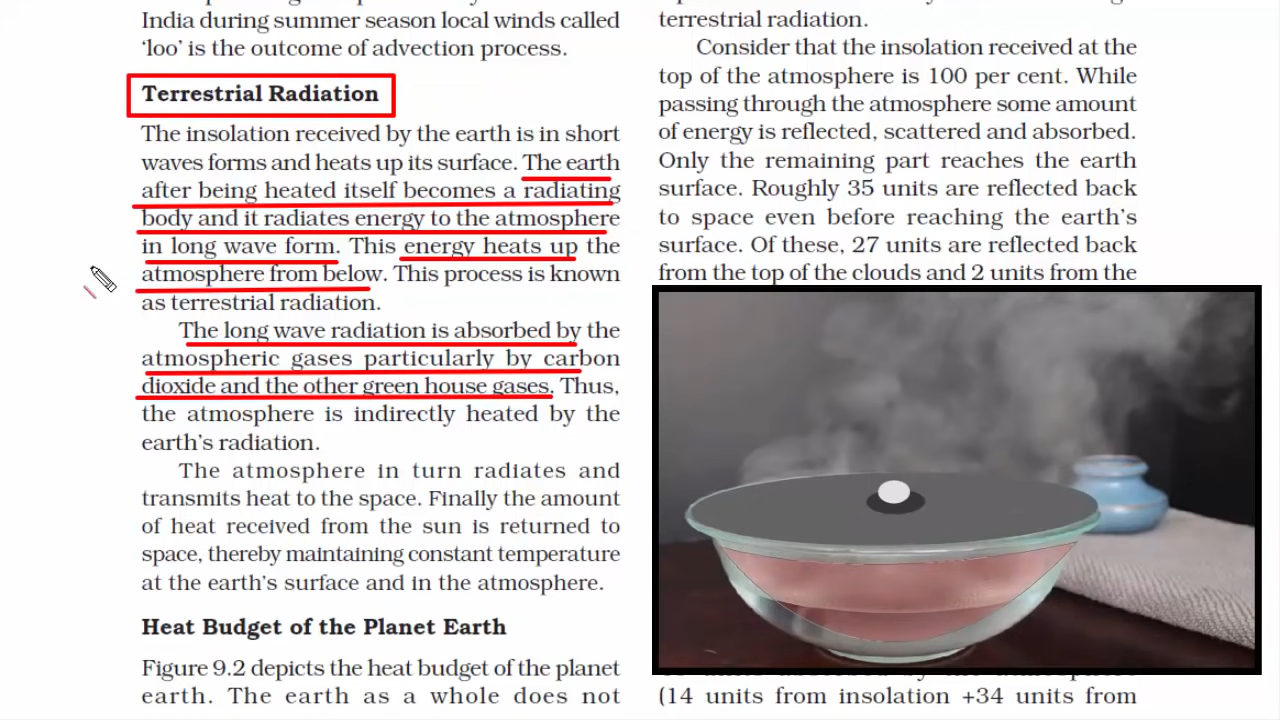 India during summer season local winds called
'loo' is the outcome of advection process.
Terrestrial Radiation
The insolation received by the earth is in short
waves forms and heats up its surface. The earth
after being heated itself becomes a radiating
body and it radiates energy to the atmosphere
in long wave form. This energy heats up the
atmosphere from below. This process is known
as terrestrial radiation.
The long wave radiation is absorbed by the
atmospheric gases particularly by carbon
dioxide and the other green house gases. Thus,
the atmosphere is indirectly heated by the
earth's radiation.
The atmosphere in turn radiates and
transmits heat to the space. Finally the amount
of heat received from the sun is returned to
space, thereby maintaining constant temperature
at the earth's surface and in the atmosphere.
Heat Budget of the Planet Earth
Figure 9.2 depicts the heat budget of the planet
earth. The earth as a whole does not
terrestrial radiation.
Consider that the insolation received at the
top of the atmosphere is 100 per cent. While
passing through the atmosphere some amount
of energy is reflected, scattered and absorbed.
Only the remaining part reaches the earth
surface. Roughly 35 units are reflected back
to space even before reaching the earth's
surface. Of these, 27 units are reflected back
from the top of the clouds and 2 units from the
(14 units from insolation +34 units from